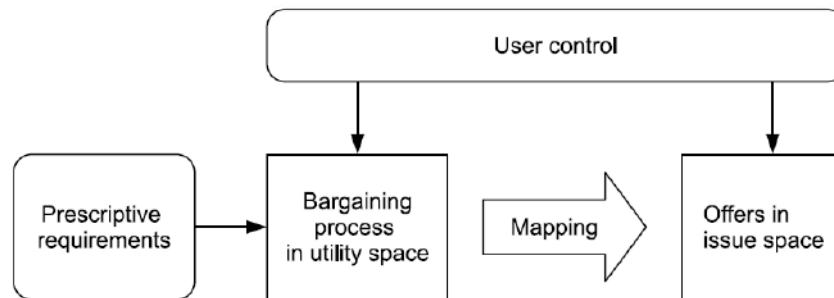 User control
Prescriptive
requirements
Bargaining
process
in utility space
Mapping
Offers in
issue space